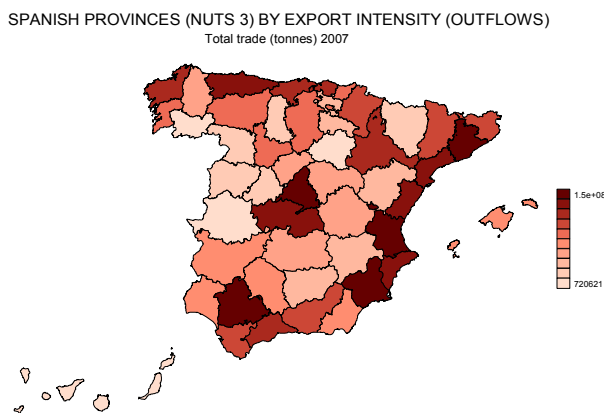 SPANISH PROVINCES (NUTS 3) BY EXPORT INTENSITY (OUTFLOWS)
Total trade (tonnes) 2007
1.5e+08
720621